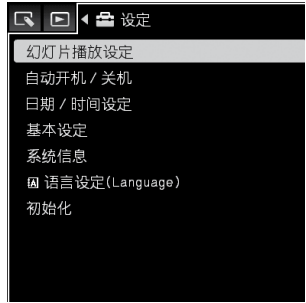 设定
幻灯片播放设定
自动开机 / 关机
日期 / 时间设定
基本设定
系统信息
语言设定(Language)
初始化